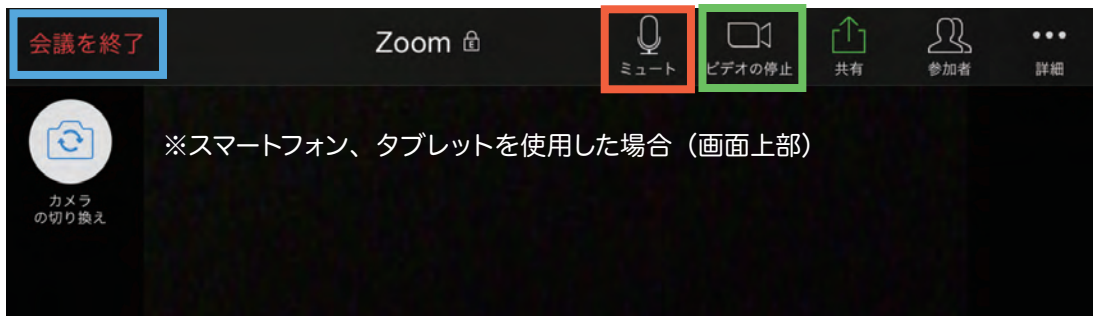 会議を終了
Zoom
ミュート
ビデオの停止
共有
参加者
詳細
※スマートフォン、タブレットを使用した場合（画面上部）
カメラ
の切り換え